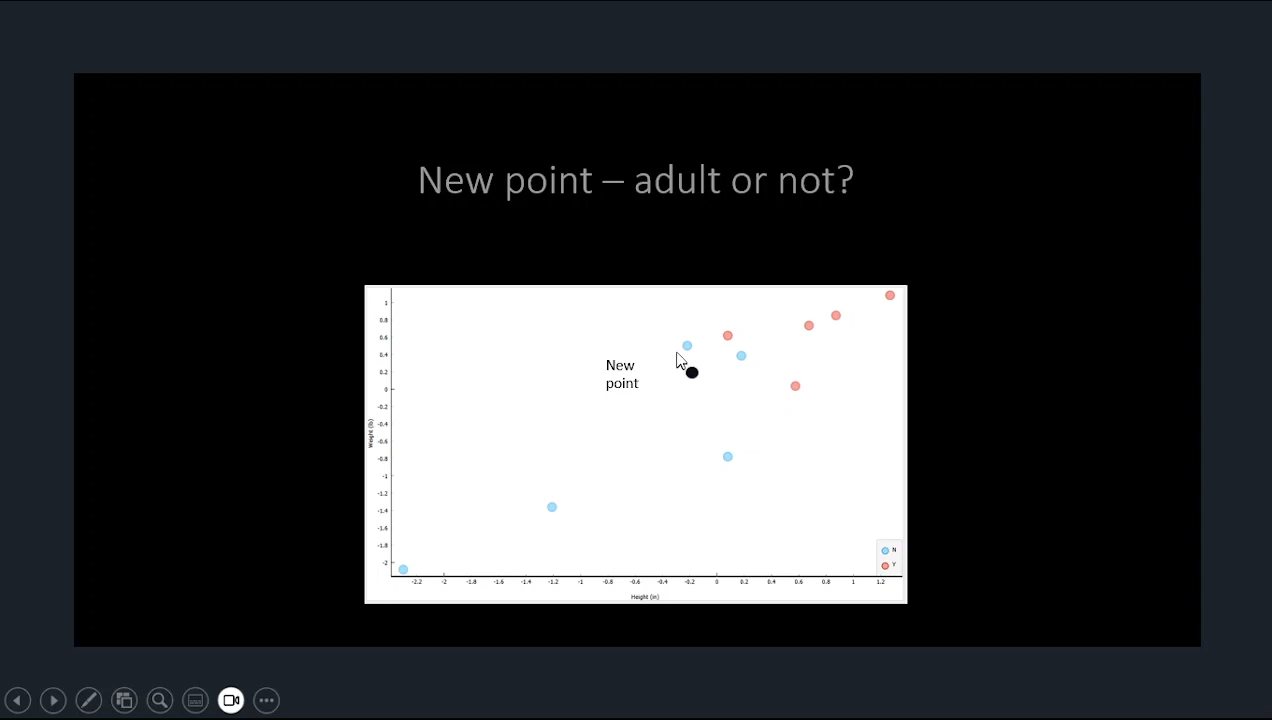 New point – adult or not?
New
point
1
0.8
0.6
0.4
0.2
0
-0.2
-0.4
-0.6
-0.8
-1
-1.2
-1.4
-1.6
-1.8
-2
Weight (lb)
-2.2 -2 -1.8 -1.6 -1.4 -1.2 -1 -0.8 -0.6 -0.4 -0.2 0 0.2 0.4 0.6 0.8 1 1.2
Height (in)
N
Y